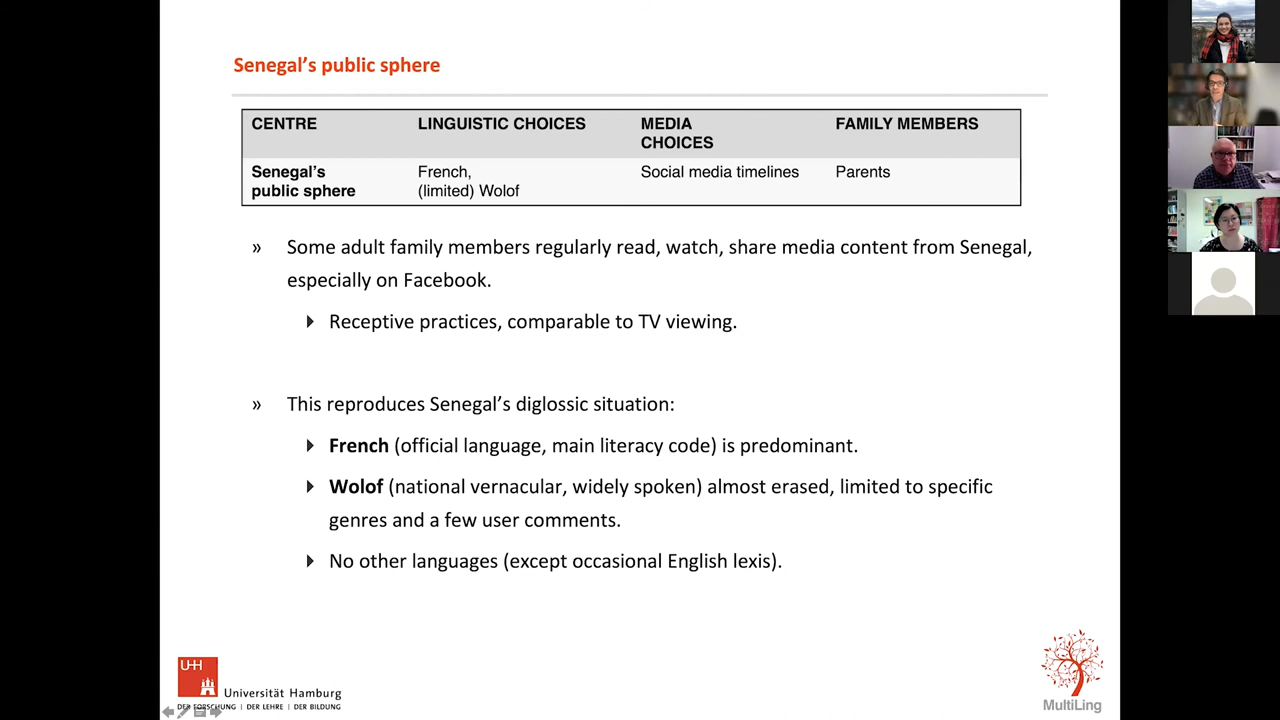 Senegal's public sphere
CENTRE LINGUISTIC CHOICES MEDIA CHOICES FAMILY MEMBERS
Senegal's public sphere French, (limited) Wolof Social media timelines Parents
» Some adult family members regularly read, watch, share media content from Senegal,
especially on Facebook.
Receptive practices, comparable to TV viewing.
» This reproduces Senegal's diglossic situation:
French (official language, main literacy code) is predominant.
Wolof (national vernacular, widely spoken) almost erased, limited to specific
genres and a few user comments.
No other languages (except occasional English lexis).
UH
Universität Hamburg
DER FORSCHUNG | DER LEHRE | DER BILDUNG
MultiLing